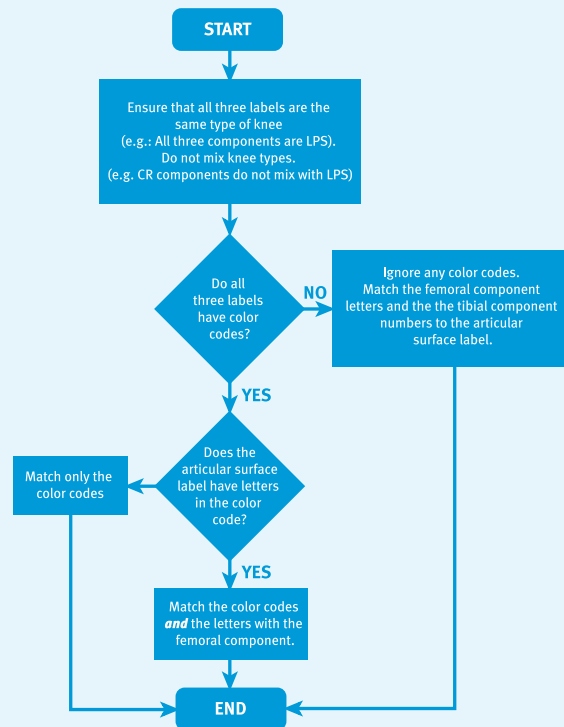 START
Ensure that all three labels are the
same type of knee
(e.g.: All three components are LPS).
Do not mix knee types.
(e.g. CR components do not mix with LPS)
Do all
three labels
have color
codes?
NO
Ignore any color codes.
Match the femoral component
letters and the the tibial component
numbers to the articular
surface label.
YES
Does the
articular surface
label have letters
in the color
code?
Match only the
color codes
YES
Match the color codes
and the letters with the
femoral component.
END